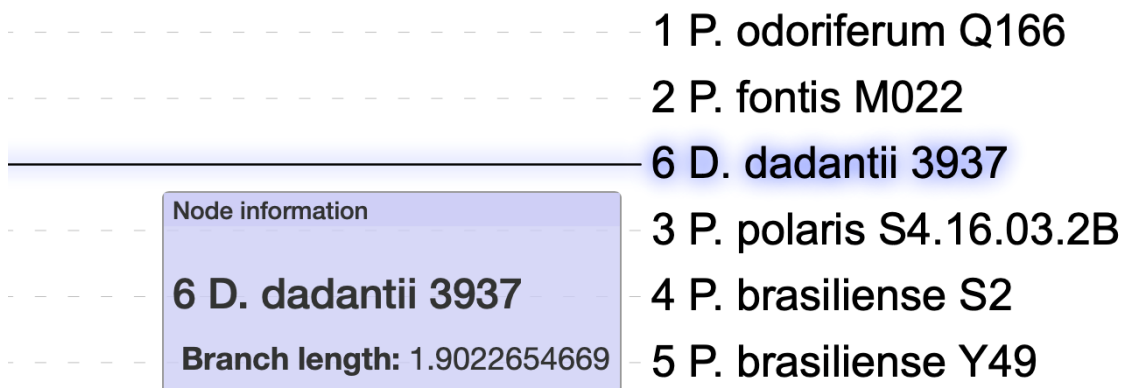 1 P. odoriferum Q166
2 P. fontis M022
6 D. dadantii 3937
Node information
3 P. polaris S4.16.03.2B
6 D. dadantii 3937
4 P. brasiliense S2
Branch length: 1.9022654669
5 P. brasiliense Y49